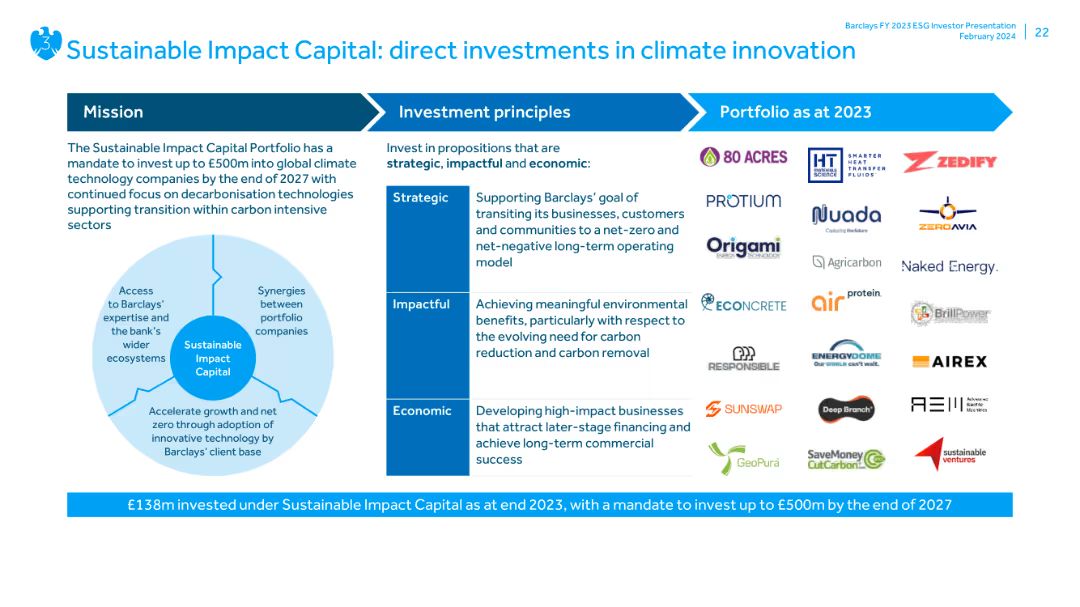 Barclays FY 2023 ESG Investor Presentation
February 2024
22
3
Sustainable Impact Capital: direct investments in climate innovation
Mission
The Sustainable Impact Capital Portfolio has a
mandate to invest up to £500m into global climate
technology companies by the end of 2027 with
continued focus on decarbonisation technologies
supporting transition within carbon intensive
sectors
Access
to Barclays'
expertise and
the bank's
wider
ecosystems
Synergies
between
portfolio
companies
Sustainable
Impact
Capital
Accelerate growth and net
zero through adoption of
innovative technology by
Barclays' client base
Investment principles
Invest in propositions that are
strategic, impactful and economic:
Strategic
Supporting Barclays' goal of
transiting its businesses, customers
and communities to a net-zero and
net-negative long-term operating
model
Impactful
Achieving meaningful environmental
benefits, particularly with respect to
the evolving need for carbon
reduction and carbon removal
Economic
Developing high-impact businesses
that attract later-stage financing and
achieve long-term commercial
success
Portfolio as at 2023
80 ACRES
HT
MATERIALS
SCIENCE
SMARTER
HEAT
TRANSFER
FLUIDS
ZEDIFY
PROTIUM
Nuada
ZEROAVIA
Origami
ENERGY TECHNOLOGY
Agricarbon
Naked Energy.
ECONCRETE
air protein
BrillPower
RESPONSIBLE
ENERGYDOME
Our WORLD can't wait.
AIREX
SUNSWAP
Deep Branch
AEM
GeoPura
SaveMoney
CutCarbon
sustainable
ventures
£138m invested under Sustainable Impact Capital as at end 2023, with a mandate to invest up to £500m by the end of 2027